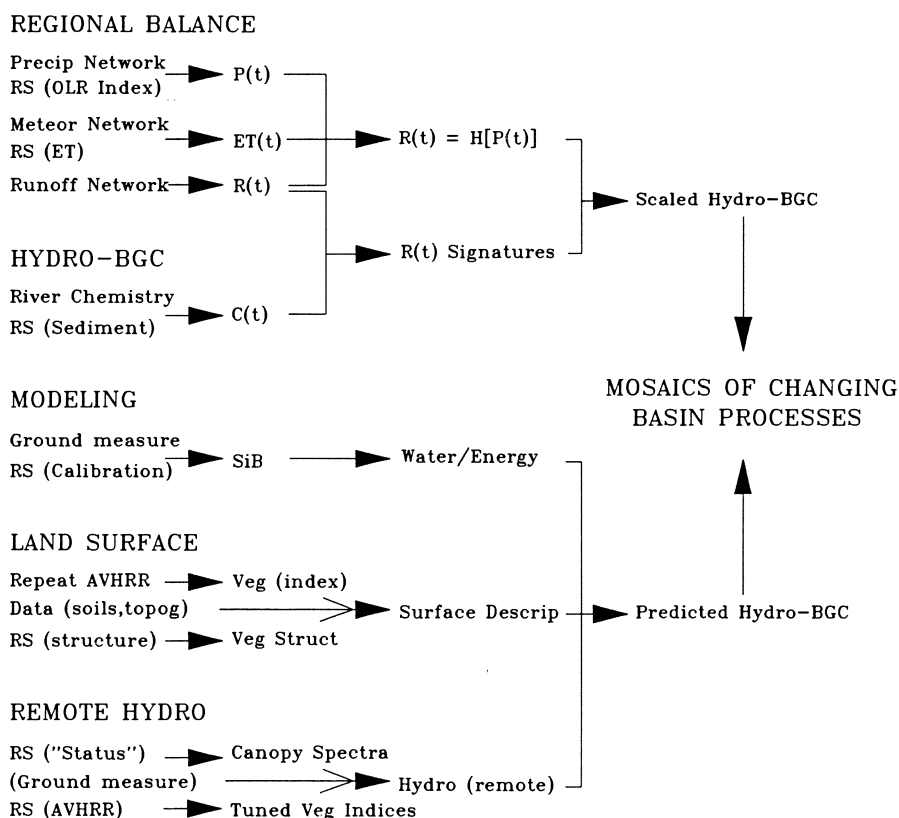 REGIONAL BALANCE
Precip Network
RS (OLR Index)
P(t)
Meteor Network
RS (ET)
ET(t)
R(t) = H[P(t)]
Runoff Network
R(t)
Scaled Hydro-BGC
R(t) Signatures
HYDRO-BGC
River Chemistry
RS (Sediment)
C(t)
MOSAICS OF CHANGING
BASIN PROCESSES
MODELING
Ground measure
RS (Calibration)
SiB
Water/Energy
LAND SURFACE
Repeat AVHRR
Veg (index)
Data (soils,topog)
Surface Descrip
Predicted Hydro-BGC
RS (structure)
Veg Struct
REMOTE HYDRO
RS ("Status")
Canopy Spectra
(Ground measure)
Hydro (remote)
RS (AVHRR)
Tuned Veg Indices